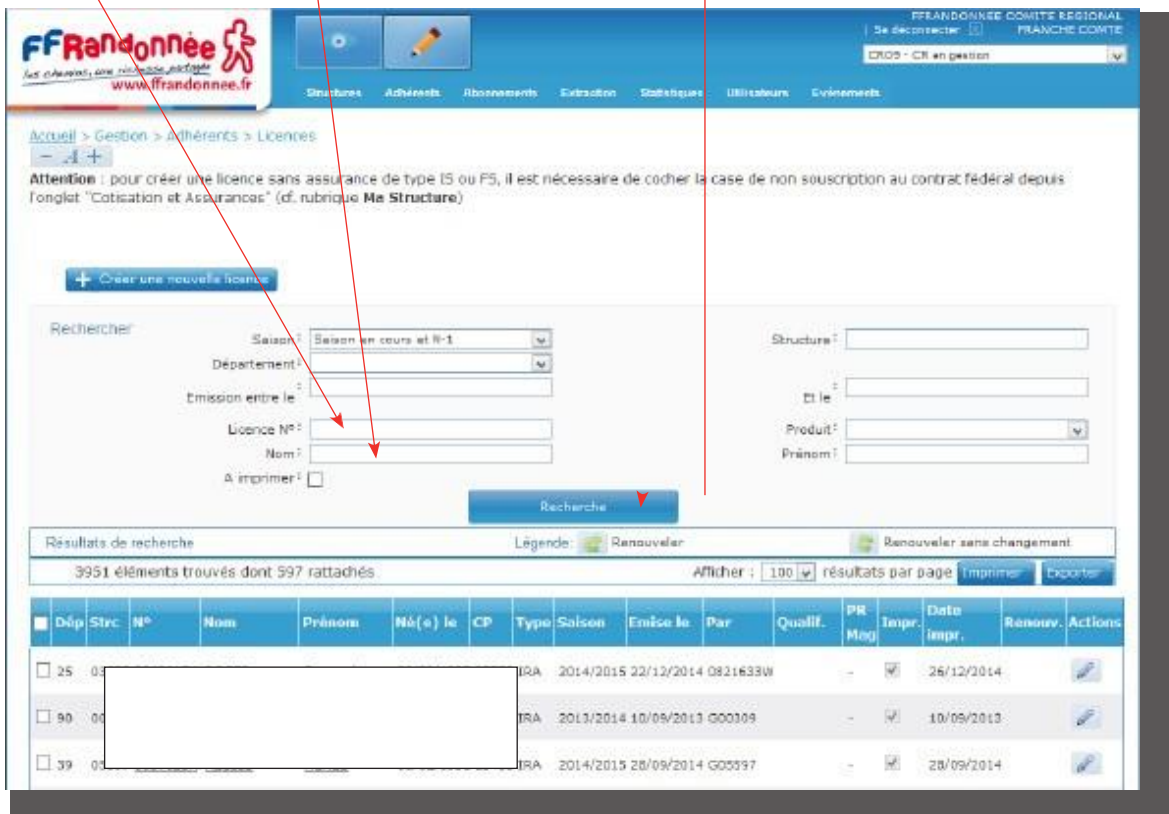 FFRANDONNEE COMITE REGIONAL
| Se déconnecter FRANCHE COMTE
CR09 - CR en gestion
FFRandonnée
les chemins, une richesse partagée
www.ffrandonnee.fr
Structures Adhérents Abonnements Extraction Statistiques Utilisateurs Evénements
Accueil > Gestion > Adhérents > Licences
- A +
Attention : pour créer une licence sans assurance de type IS ou FS, il est nécessaire de cocher la case de non souscription au contrat fédéral depuis
l'onglet "Cotisation et Assurances" (cf. rubrique Ma Structure)
+ Créer une nouvelle licence
Rechercher
Saison : Saison en cours et N-1 Structure :
Département :
Emission entre le : Et le :
Licence N° : Produit :
Nom : Prénom :
A imprimer :
Recherche
Résultats de recherche Légende: Renouveler Renouveler sans changement
3951 éléments trouvés dont 597 rattachés Afficher : 100 résultats par page Imprimer Exporter
Dép Strc N° Nom Prénom Né(e) le CP Type Saison Emise le Par Qualif. PR Mag Impr. Date impr. Renouv. Actions
25 03 IRA 2014/2015 22/12/2014 0821633W - 26/12/2014
90 00 IRA 2013/2014 10/09/2013 G00309 - 10/09/2013
39 05 IRA 2014/2015 28/09/2014 G05597 - 28/09/2014